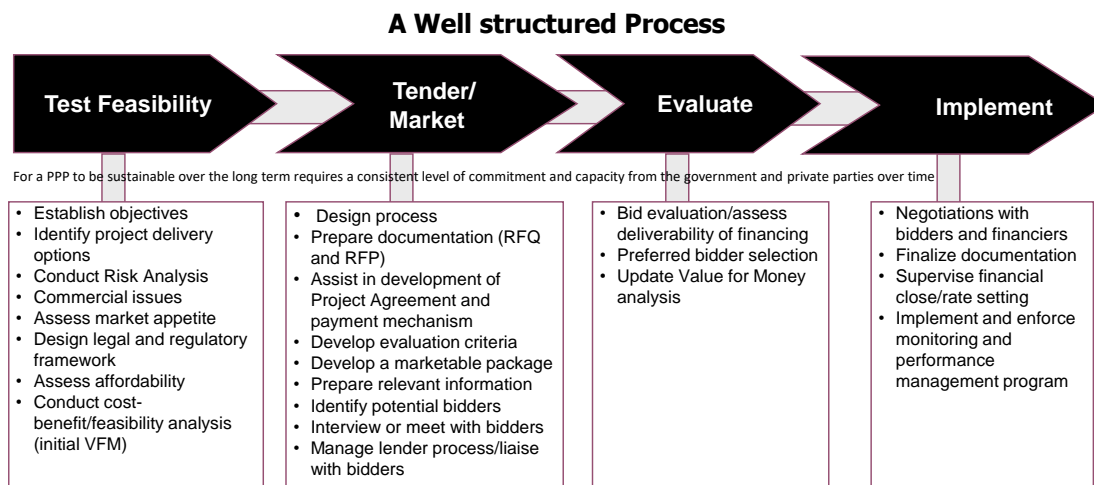 A Well structured Process
Test Feasibility
Tender/
Market
Evaluate
Implement
For a PPP to be sustainable over the long term requires a consistent level of commitment and capacity from the government and private parties over time
• Establish objectives
• Identify project delivery
options
• Conduct Risk Analysis
• Commercial issues
• Assess market appetite
• Design legal and regulatory
framework
• Assess affordability
• Conduct cost-
benefit/feasibility analysis
(initial VFM)
• Design process
• Prepare documentation (RFQ
and RFP)
• Assist in development of
Project Agreement and
payment mechanism
• Develop evaluation criteria
• Develop a marketable package
• Prepare relevant information
• Identify potential bidders
• Interview or meet with bidders
• Manage lender process/liaise
with bidders
• Bid evaluation/assess
deliverability of financing
• Preferred bidder selection
• Update Value for Money
analysis
• Negotiations with
bidders and financiers
• Finalize documentation
• Supervise financial
close/rate setting
• Implement and enforce
monitoring and
performance
management program